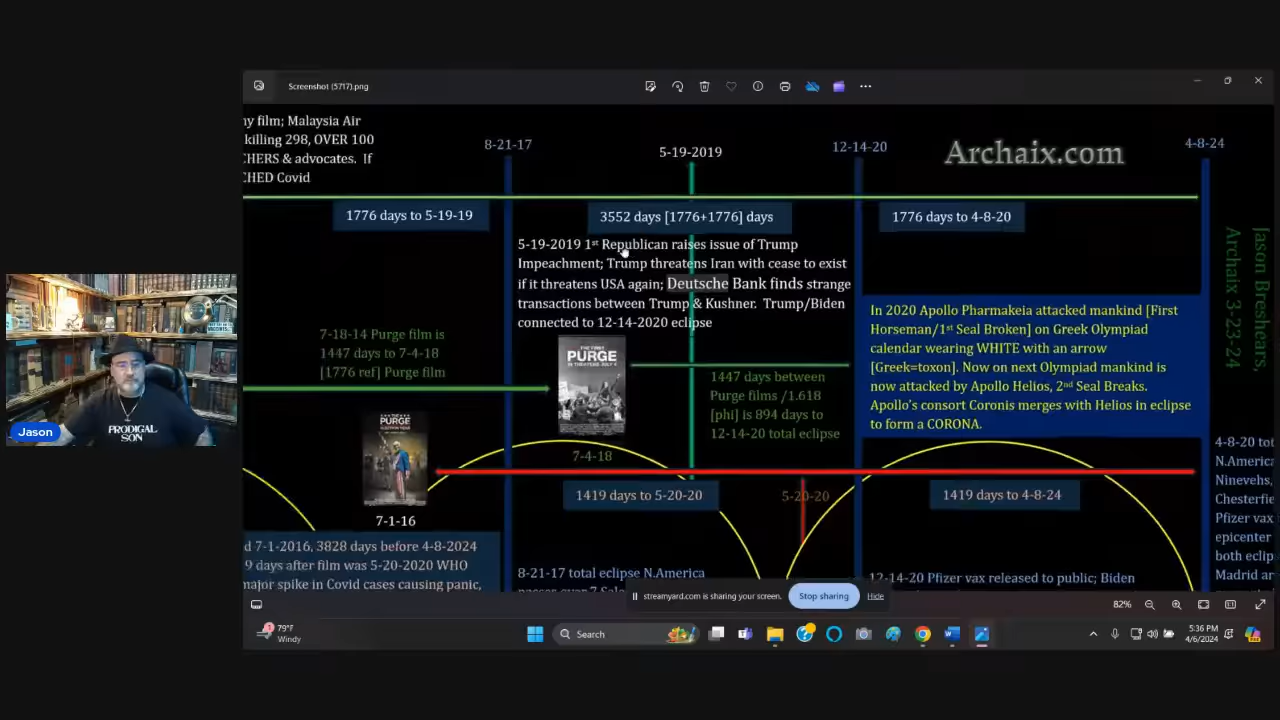 Screenshot (5717).png
ny film; Malaysia Air
killing 298, OVER 100
CHERS & advocates. If
CHED Covid
8-21-17
5-19-2019
12-14-20
Archaix.com
4-8-24
1776 days to 5-19-19
3552 days [1776+1776] days
1776 days to 4-8-20
5-19-2019 1st Republican raises issue of Trump
Impeachment; Trump threatens Iran with cease to exist
if it threatens USA again; Deutsche Bank finds strange
transactions between Trump & Kushner. Trump/Biden
connected to 12-14-2020 eclipse
Jason Breshears,
Archaix 3-23-24
In 2020 Apollo Pharmakeia attacked mankind [First
Horseman/1st Seal Broken] on Greek Olympiad
calendar wearing WHITE with an arrow
[Greek=toxon]. Now on next Olympiad mankind is
now attacked by Apollo Helios, 2nd Seal Breaks.
Apollo's consort Coronis merges with Helios in eclipse
to form a CORONA.
7-18-14 Purge film is
1447 days to 7-4-18
[1776 ref] Purge film
THE FIRST
PURGE
IN THEATERS JULY 4
1447 days between
Purge films /1.618
[phi] is 894 days to
12-14-20 total eclipse
THE
PURGE
ELECTION YEAR
7-4-18
7-1-16
1419 days to 5-20-20
5-20-20
1419 days to 4-8-24
4-8-20 tot
N.America
Ninevehs,
Chesterfie
Pfizer vax
epicenter
both eclip
Madrid ar
d 7-1-2016, 3828 days before 4-8-2024
9 days after film was 5-20-2020 WHO
major spike in Covid cases causing panic,
8-21-17 total eclipse N.America
12-14-20 Pfizer vax released to public; Biden
streamyard.com is sharing your screen.
Stop sharing
Hide
82%
Jason
PRODIGAL
SON
1
79°F
Windy
Search
5:36 PM
4/6/2024